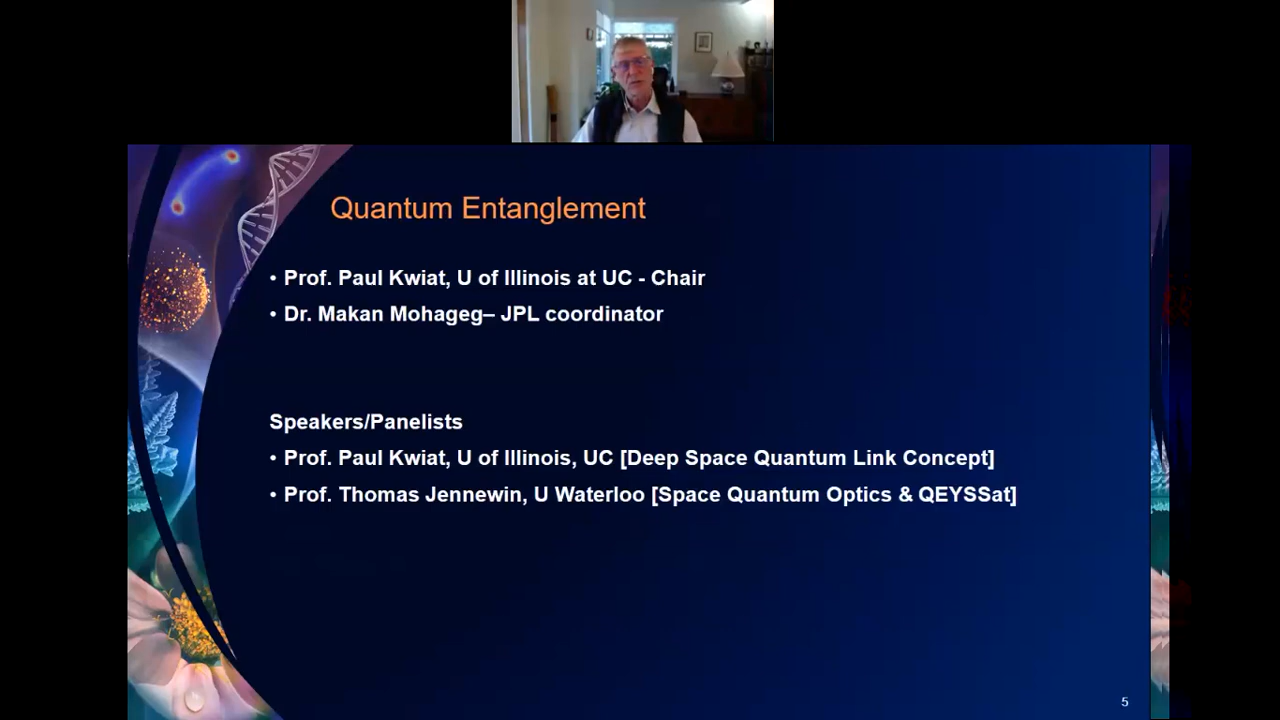 Quantum Entanglement
• Prof. Paul Kwiat, U of Illinois at UC - Chair
• Dr. Makan Mohageg– JPL coordinator
Speakers/Panelists
• Prof. Paul Kwiat, U of Illinois, UC [Deep Space Quantum Link Concept]
• Prof. Thomas Jennewin, U Waterloo [Space Quantum Optics & QEYSSat]
5